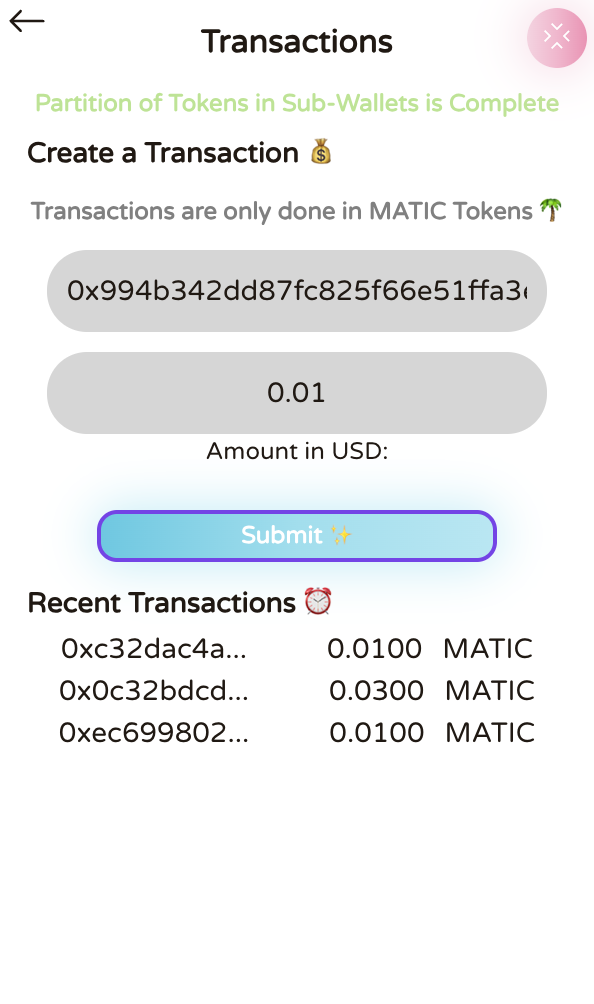 Transactions
Partition of Tokens in Sub-Wallets is Complete
Create a Transaction 💰
Transactions are only done in MATIC Tokens 🌴
0x994b342dd87fc825f66e51ffa3
0.01
Amount in USD:
Submit ✨
Recent Transactions ⏰
0xc32dac4a... 0.0100 MATIC
0x0c32bdcd... 0.0300 MATIC
0xec699802... 0.0100 MATIC